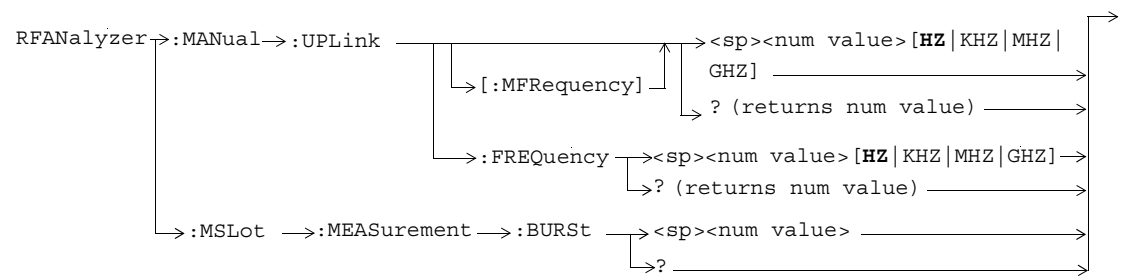 RFANalyzer :MANual :UPLink <sp><num value>[HZ|KHZ|MHZ|
[:MFRequency] GHZ]
? (returns num value)
:FREQuency <sp><num value>[HZ|KHZ|MHZ|GHZ]
? (returns num value)
:MSLot :MEASurement :BURSt <sp><num value>
?